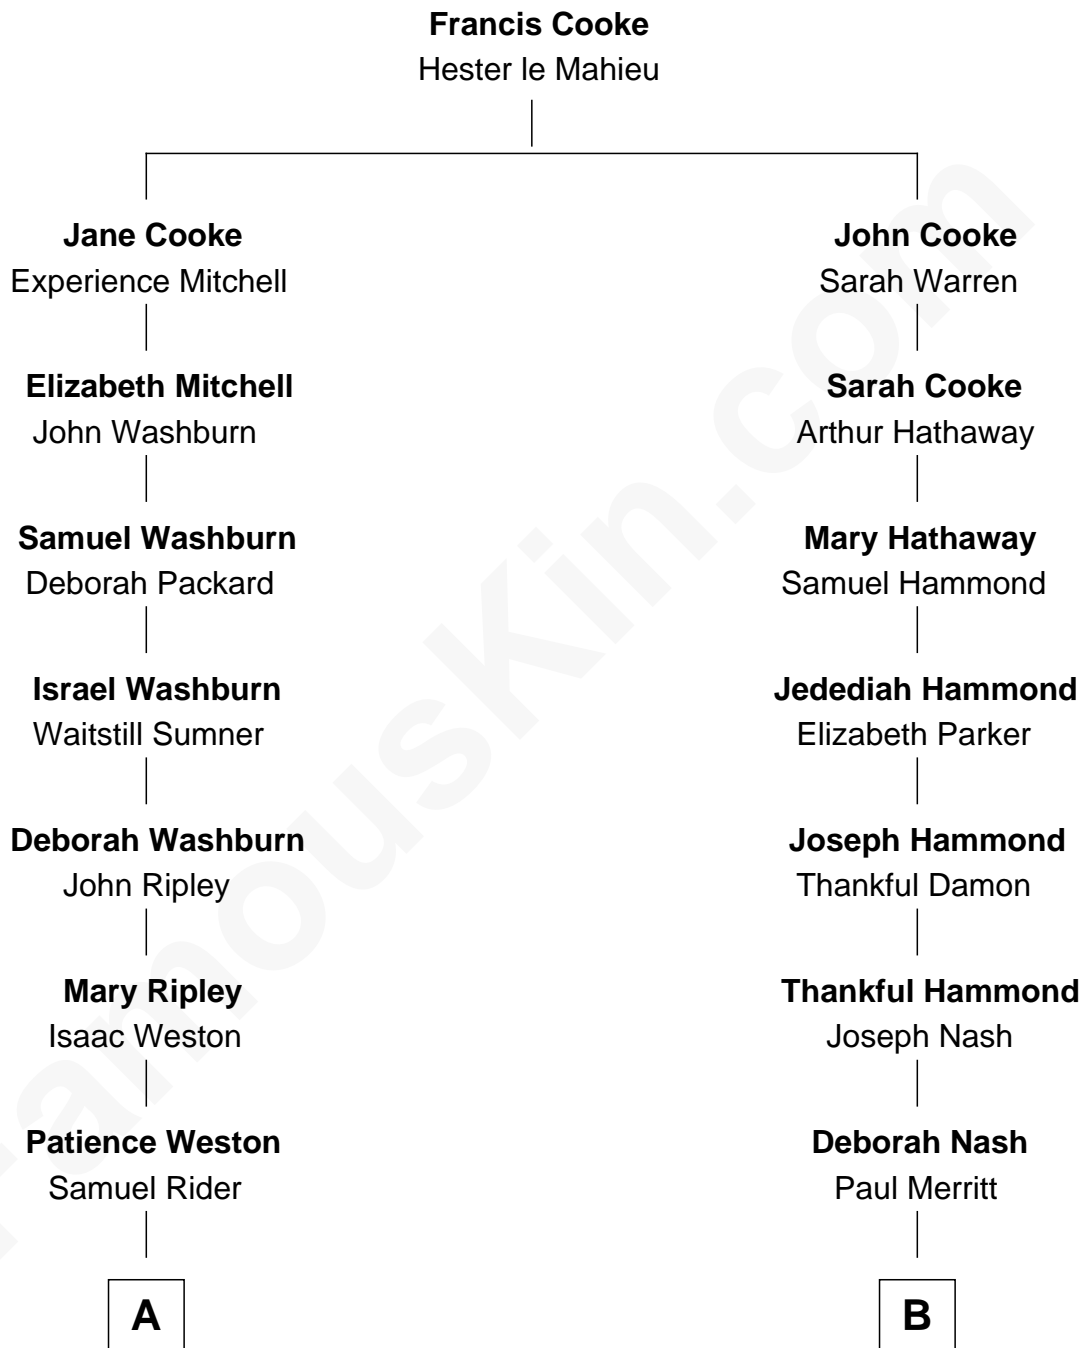 Francis Cooke
Hester le Mahieu
Jane Cooke
Experience Mitchell
John Cooke
Sarah Warren
Elizabeth Mitchell
John Washburn
Sarah Cooke
Arthur Hathaway
Samuel Washburn
Deborah Packard
Mary Hathaway
Samuel Hammond
Israel Washburn
Waitstill Sumner
Jedediah Hammond
Elizabeth Parker
Deborah Washburn
John Ripley
Joseph Hammond
Thankful Damon
Mary Ripley
Isaac Weston
Thankful Hammond
Joseph Nash
Patience Weston
Samuel Rider
Deborah Nash
Paul Merritt
A
B
FamousKin.com